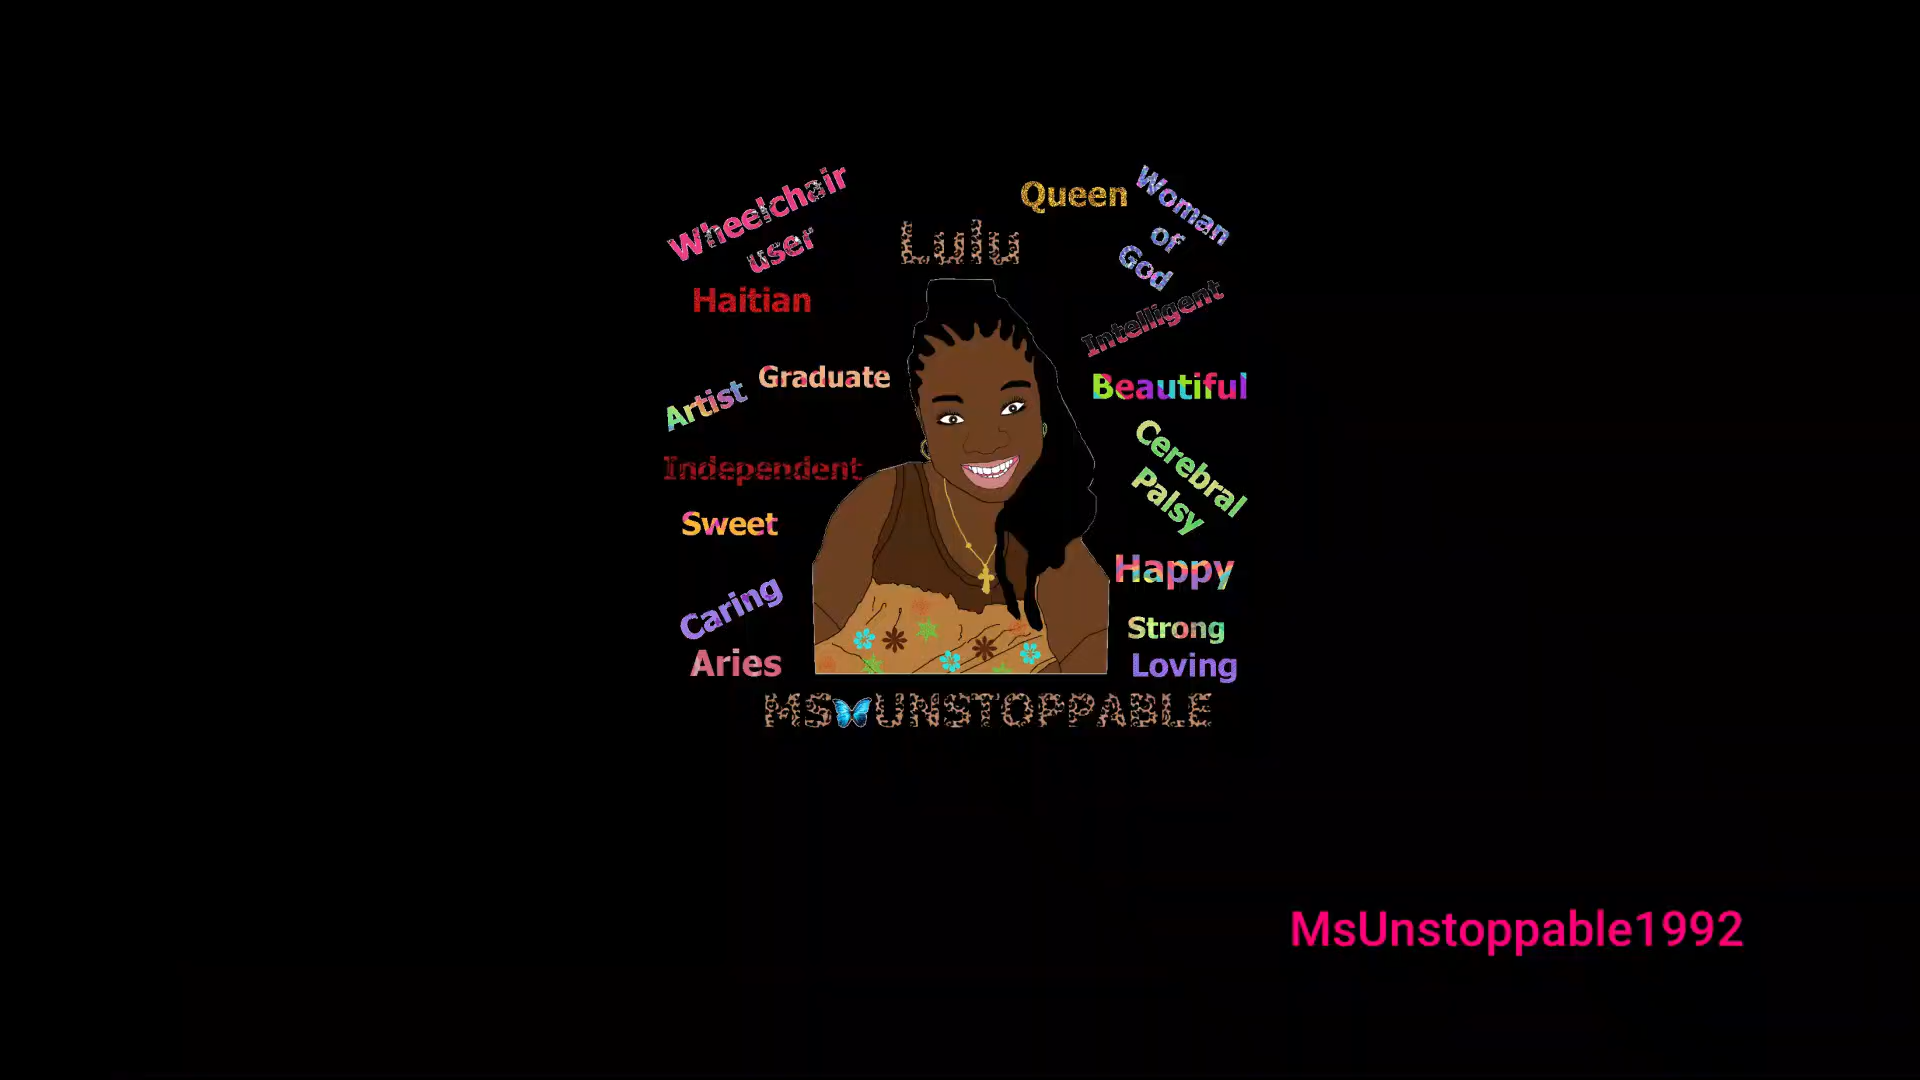 Wheelchair
user
Haitian
Graduate
Artist
Independent
Sweet
Caring
Aries
Lulu
Queen
Woman
of
God
Intelligent
Beautiful
Cerebral
Palsy
Happy
Strong
Loving
MS UNSTOPPABLE
MsUnstoppable1992